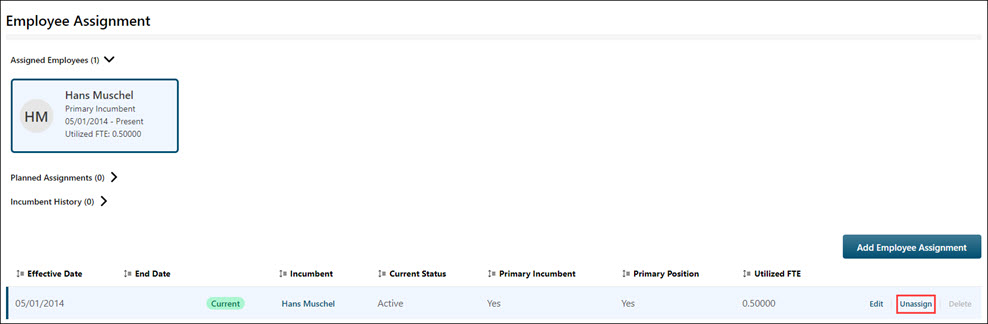 Employee Assignment
Assigned Employees (1)
HM
Hans Muschel
Primary Incumbent
05/01/2014 - Present
Utilized FTE: 0.50000
Planned Assignments (0)
Incumbent History (0)
Add Employee Assignment
Effective Date End Date Incumbent Current Status Primary Incumbent Primary Position Utilized FTE
05/01/2014 Current Hans Muschel Active Yes Yes 0.50000 Edit Unassign Delete